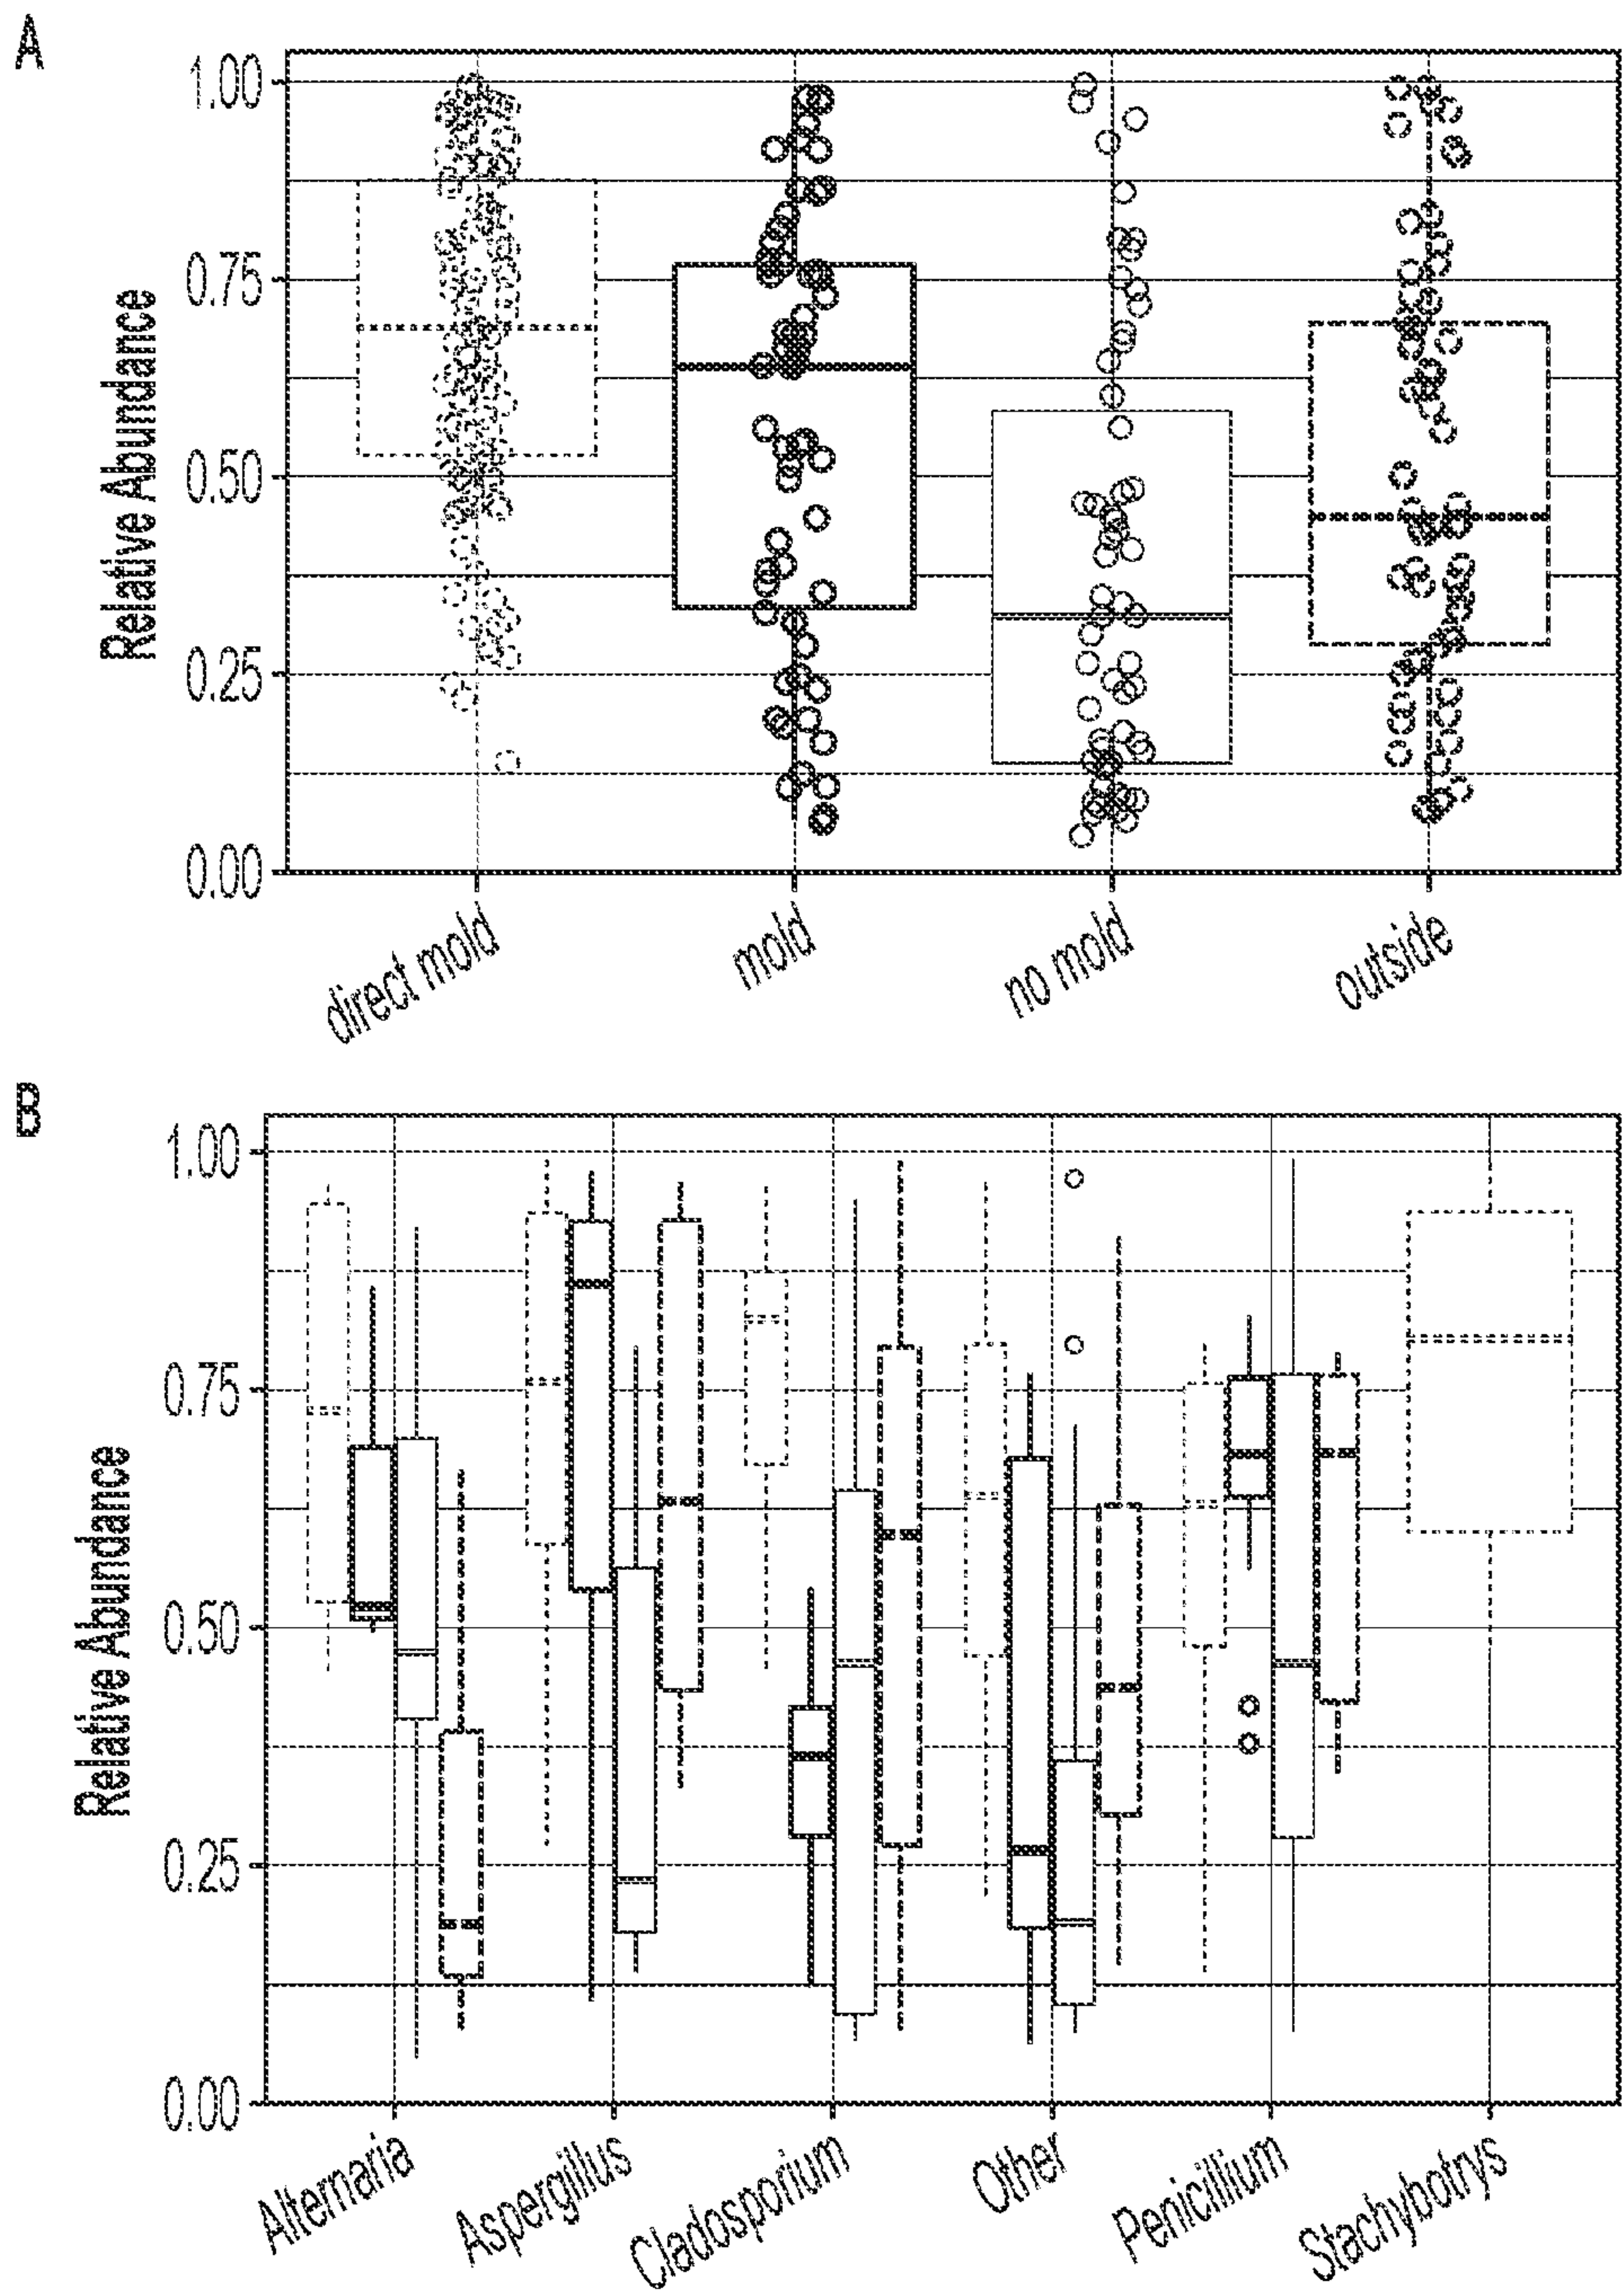 A
Relative Abundance
1.00
0.75
0.50
0.25
0.00
direct mold
mold
no mold
outside
B
Relative Abundance
1.00
0.75
0.50
0.25
0.00
Alternaria
Aspergillus
Cladosporium
Other
Penicillium
Stachybotrys